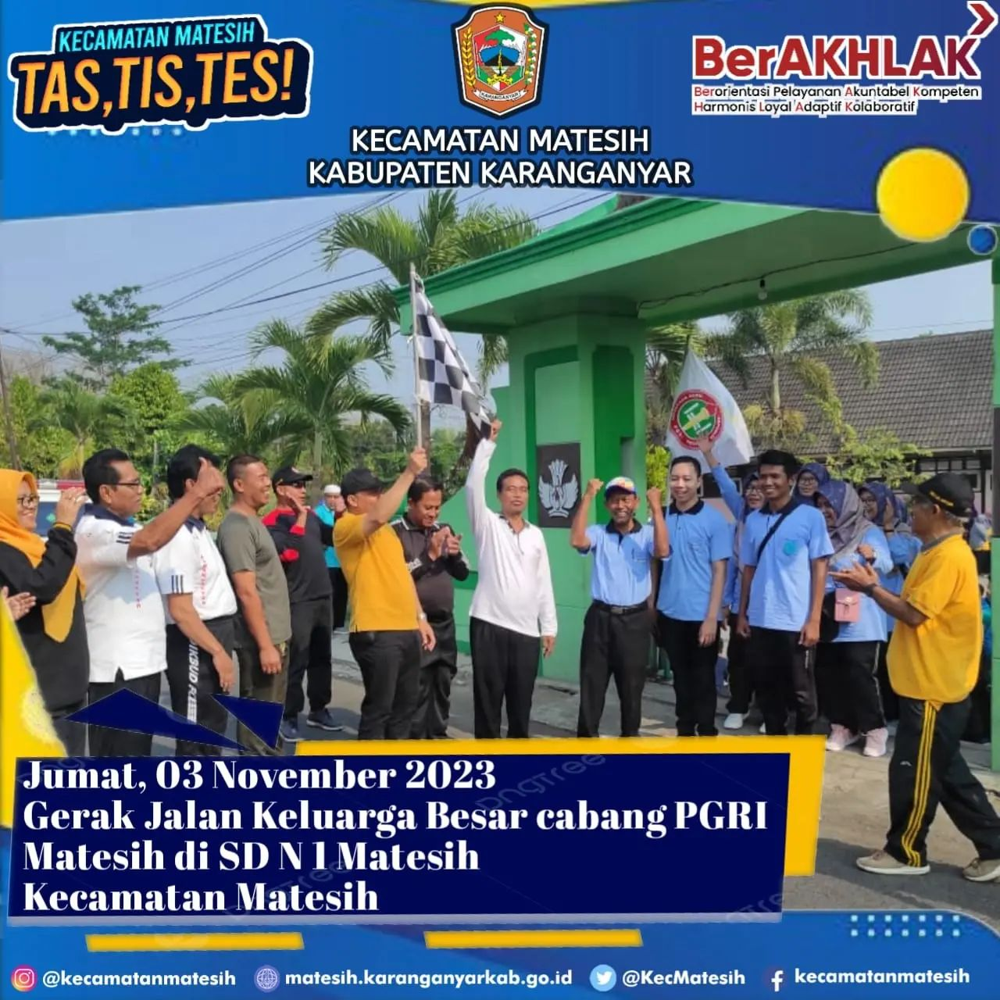 KECAMATAN MATESIH
TAS,TIS,TES!
KARANGANYAR
BerAKHLAK
Berorientasi Pelayanan Akuntabel Kompeten
Harmonis Loyal Adaptif Kolaboratif
KECAMATAN MATESIH
KABUPATEN KARANGANYAR
Jumat, 03 November 2023
Gerak Jalan Keluarga Besar cabang PGRI
Matesih di SD N 1 Matesih
Kecamatan Matesih
@kecamatanmatesih
matesih.karanganyarkab.go.id
@KecMatesih
kecamatanmatesih